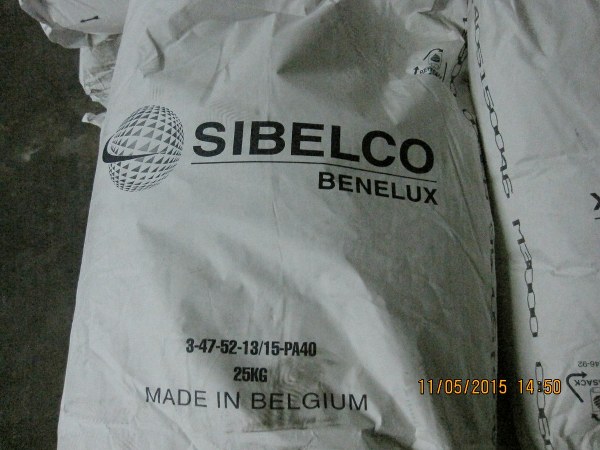 SIBELCO
BENELUX
3-47-52-13/15-PA40
25KG
MADE IN BELGIUM
11/05/2015 14:50